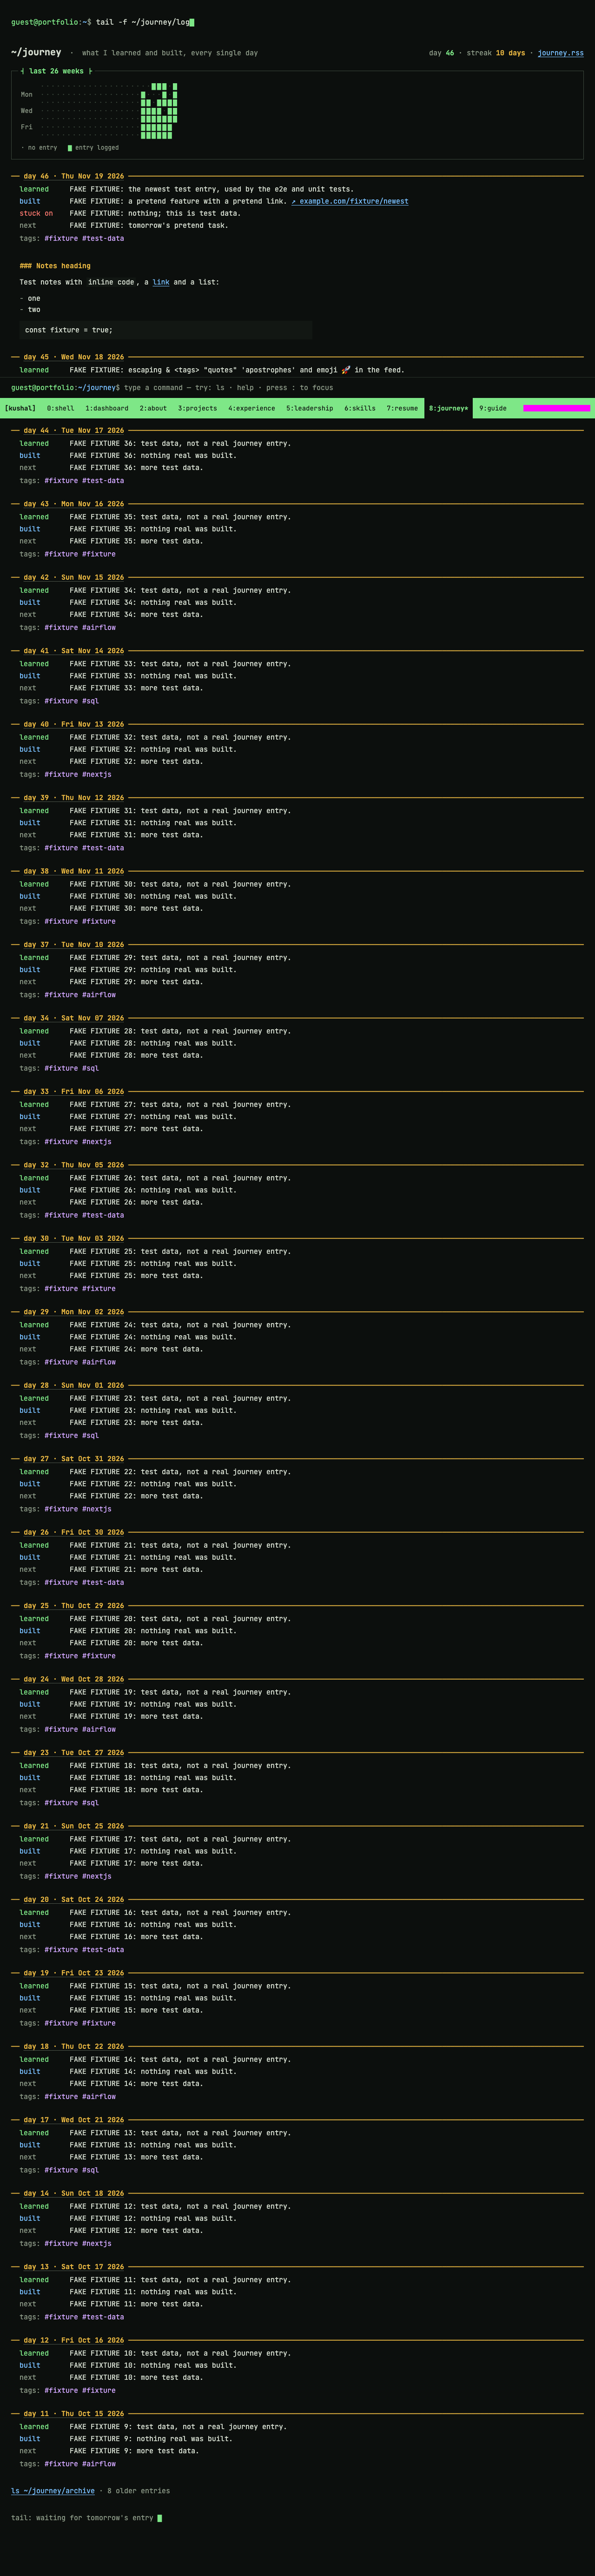 guest@portfolio:~$ tail -f ~/journey/log
~/journey · what I learned and built, every single day
day 46 · streak 10 days · journey.rss
┤ last 26 weeks ├
Mon
Wed
Fri
· no entry █ entry logged
── day 46 · Thu Nov 19 2026
learned FAKE FIXTURE: the newest test entry, used by the e2e and unit tests.
built FAKE FIXTURE: a pretend feature with a pretend link. ↗ example.com/fixture/newest
stuck on FAKE FIXTURE: nothing; this is test data.
next FAKE FIXTURE: tomorrow's pretend task.
tags: #fixture #test-data
### Notes heading
Test notes with inline code, a link and a list:
- one
- two
const fixture = true;
── day 45 · Wed Nov 18 2026
learned FAKE FIXTURE: escaping & <tags> "quotes" 'apostrophes' and emoji 🚀 in the feed.
guest@portfolio:~/journey$ type a command — try: ls · help · press : to focus
[kushal] 0:shell 1:dashboard 2:about 3:projects 4:experience 5:leadership 6:skills 7:resume 8:journey* 9:guide
── day 44 · Tue Nov 17 2026
learned FAKE FIXTURE 36: test data, not a real journey entry.
built FAKE FIXTURE 36: nothing real was built.
next FAKE FIXTURE 36: more test data.
tags: #fixture #test-data
── day 43 · Mon Nov 16 2026
learned FAKE FIXTURE 35: test data, not a real journey entry.
built FAKE FIXTURE 35: nothing real was built.
next FAKE FIXTURE 35: more test data.
tags: #fixture #fixture
── day 42 · Sun Nov 15 2026
learned FAKE FIXTURE 34: test data, not a real journey entry.
built FAKE FIXTURE 34: nothing real was built.
next FAKE FIXTURE 34: more test data.
tags: #fixture #airflow
── day 41 · Sat Nov 14 2026
learned FAKE FIXTURE 33: test data, not a real journey entry.
built FAKE FIXTURE 33: nothing real was built.
next FAKE FIXTURE 33: more test data.
tags: #fixture #sql
── day 40 · Fri Nov 13 2026
learned FAKE FIXTURE 32: test data, not a real journey entry.
built FAKE FIXTURE 32: nothing real was built.
next FAKE FIXTURE 32: more test data.
tags: #fixture #nextjs
── day 39 · Thu Nov 12 2026
learned FAKE FIXTURE 31: test data, not a real journey entry.
built FAKE FIXTURE 31: nothing real was built.
next FAKE FIXTURE 31: more test data.
tags: #fixture #test-data
── day 38 · Wed Nov 11 2026
learned FAKE FIXTURE 30: test data, not a real journey entry.
built FAKE FIXTURE 30: nothing real was built.
next FAKE FIXTURE 30: more test data.
tags: #fixture #fixture
── day 37 · Tue Nov 10 2026
learned FAKE FIXTURE 29: test data, not a real journey entry.
built FAKE FIXTURE 29: nothing real was built.
next FAKE FIXTURE 29: more test data.
tags: #fixture #airflow
── day 34 · Sat Nov 07 2026
learned FAKE FIXTURE 28: test data, not a real journey entry.
built FAKE FIXTURE 28: nothing real was built.
next FAKE FIXTURE 28: more test data.
tags: #fixture #sql
── day 33 · Fri Nov 06 2026
learned FAKE FIXTURE 27: test data, not a real journey entry.
built FAKE FIXTURE 27: nothing real was built.
next FAKE FIXTURE 27: more test data.
tags: #fixture #nextjs
── day 32 · Thu Nov 05 2026
learned FAKE FIXTURE 26: test data, not a real journey entry.
built FAKE FIXTURE 26: nothing real was built.
next FAKE FIXTURE 26: more test data.
tags: #fixture #test-data
── day 30 · Tue Nov 03 2026
learned FAKE FIXTURE 25: test data, not a real journey entry.
built FAKE FIXTURE 25: nothing real was built.
next FAKE FIXTURE 25: more test data.
tags: #fixture #fixture
── day 29 · Mon Nov 02 2026
learned FAKE FIXTURE 24: test data, not a real journey entry.
built FAKE FIXTURE 24: nothing real was built.
next FAKE FIXTURE 24: more test data.
tags: #fixture #airflow
── day 28 · Sun Nov 01 2026
learned FAKE FIXTURE 23: test data, not a real journey entry.
built FAKE FIXTURE 23: nothing real was built.
next FAKE FIXTURE 23: more test data.
tags: #fixture #sql
── day 27 · Sat Oct 31 2026
learned FAKE FIXTURE 22: test data, not a real journey entry.
built FAKE FIXTURE 22: nothing real was built.
next FAKE FIXTURE 22: more test data.
tags: #fixture #nextjs
── day 26 · Fri Oct 30 2026
learned FAKE FIXTURE 21: test data, not a real journey entry.
built FAKE FIXTURE 21: nothing real was built.
next FAKE FIXTURE 21: more test data.
tags: #fixture #test-data
── day 25 · Thu Oct 29 2026
learned FAKE FIXTURE 20: test data, not a real journey entry.
built FAKE FIXTURE 20: nothing real was built.
next FAKE FIXTURE 20: more test data.
tags: #fixture #fixture
── day 24 · Wed Oct 28 2026
learned FAKE FIXTURE 19: test data, not a real journey entry.
built FAKE FIXTURE 19: nothing real was built.
next FAKE FIXTURE 19: more test data.
tags: #fixture #airflow
── day 23 · Tue Oct 27 2026
learned FAKE FIXTURE 18: test data, not a real journey entry.
built FAKE FIXTURE 18: nothing real was built.
next FAKE FIXTURE 18: more test data.
tags: #fixture #sql
── day 21 · Sun Oct 25 2026
learned FAKE FIXTURE 17: test data, not a real journey entry.
built FAKE FIXTURE 17: nothing real was built.
next FAKE FIXTURE 17: more test data.
tags: #fixture #nextjs
── day 20 · Sat Oct 24 2026
learned FAKE FIXTURE 16: test data, not a real journey entry.
built FAKE FIXTURE 16: nothing real was built.
next FAKE FIXTURE 16: more test data.
tags: #fixture #test-data
── day 19 · Fri Oct 23 2026
learned FAKE FIXTURE 15: test data, not a real journey entry.
built FAKE FIXTURE 15: nothing real was built.
next FAKE FIXTURE 15: more test data.
tags: #fixture #fixture
── day 18 · Thu Oct 22 2026
learned FAKE FIXTURE 14: test data, not a real journey entry.
built FAKE FIXTURE 14: nothing real was built.
next FAKE FIXTURE 14: more test data.
tags: #fixture #airflow
── day 17 · Wed Oct 21 2026
learned FAKE FIXTURE 13: test data, not a real journey entry.
built FAKE FIXTURE 13: nothing real was built.
next FAKE FIXTURE 13: more test data.
tags: #fixture #sql
── day 14 · Sun Oct 18 2026
learned FAKE FIXTURE 12: test data, not a real journey entry.
built FAKE FIXTURE 12: nothing real was built.
next FAKE FIXTURE 12: more test data.
tags: #fixture #nextjs
── day 13 · Sat Oct 17 2026
learned FAKE FIXTURE 11: test data, not a real journey entry.
built FAKE FIXTURE 11: nothing real was built.
next FAKE FIXTURE 11: more test data.
tags: #fixture #test-data
── day 12 · Fri Oct 16 2026
learned FAKE FIXTURE 10: test data, not a real journey entry.
built FAKE FIXTURE 10: nothing real was built.
next FAKE FIXTURE 10: more test data.
tags: #fixture #fixture
── day 11 · Thu Oct 15 2026
learned FAKE FIXTURE 9: test data, not a real journey entry.
built FAKE FIXTURE 9: nothing real was built.
next FAKE FIXTURE 9: more test data.
tags: #fixture #airflow
ls ~/journey/archive · 8 older entries
tail: waiting for tomorrow's entry